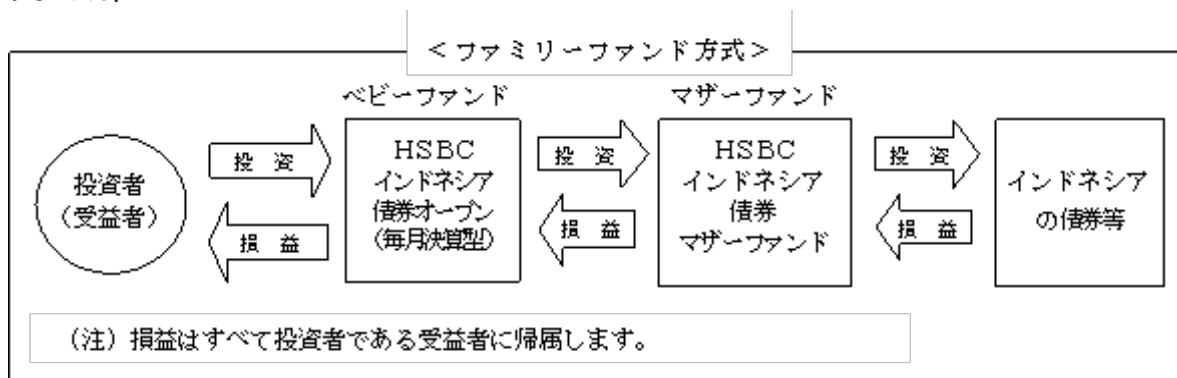 ＜ファミリーファンド方式＞
ベビーファンド
マザーファンド
投資者
（受益者）
投　資
損　益
HSBC
インドネシア
債券オープン
（毎月決算型）
投　資
損　益
HSBC
インドネシア
債券
マザーファンド
投　資
損　益
インドネシア
の債券等
（注）損益はすべて投資者である受益者に帰属します。